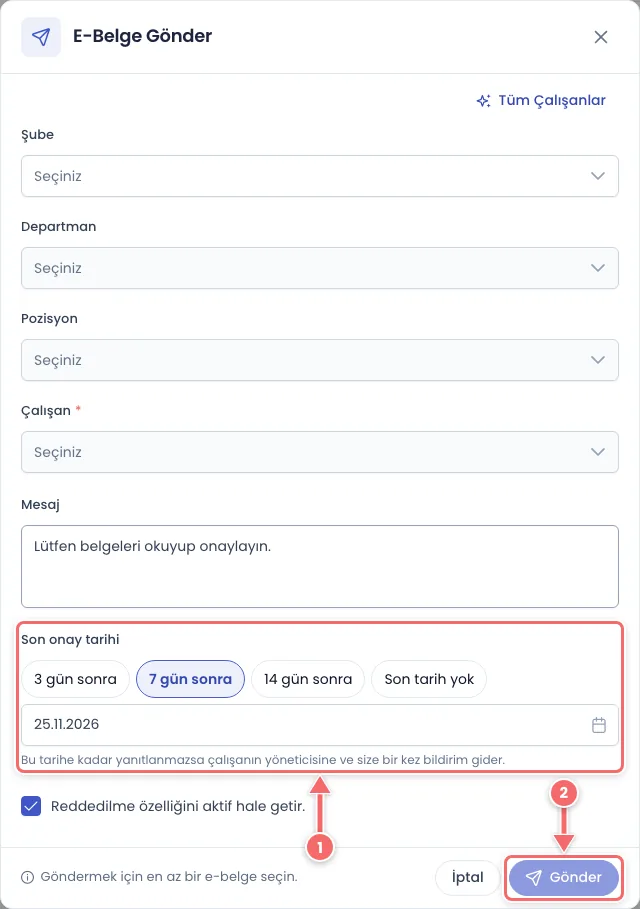 E-Belge Gönder
Tüm Çalışanlar
Şube
Seçiniz
Departman
Seçiniz
Pozisyon
Seçiniz
Çalışan *
Seçiniz
Mesaj
Lütfen belgeleri okuyup onaylayın.
Son onay tarihi
3 gün sonra 7 gün sonra 14 gün sonra Son tarih yok
25.11.2026
Bu tarihe kadar yanıtlanmazsa çalışanın yöneticisine ve size bir kez bildirim gider.
Reddedilme özelliğini aktif hale getir.
2
1
Göndermek için en az bir e-belge seçin. İptal Gönder